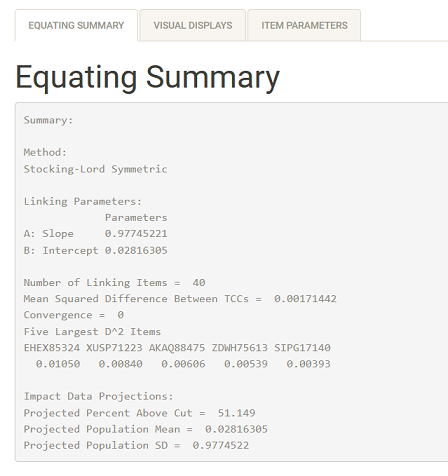 EQUATING SUMMARY VISUAL DISPLAYS ITEM PARAMETERS
Equating Summary
Summary:
Method:
Stocking-Lord Symmetric
Linking Parameters:
Parameters
A: Slope 0.97745221
B: Intercept 0.02816305
Number of Linking Items = 40
Mean Squared Difference Between TCCs = 0.00171442
Convergence = 0
Five Largest D^2 Items
EHEX85324 XUSP71223 AKAQ88475 ZDWH75613 SIPG17140
0.01050 0.00840 0.00606 0.00539 0.00393
Impact Data Projections:
Projected Percent Above Cut = 51.149
Projected Population Mean = 0.02816305
Projected Population SD = 0.9774522